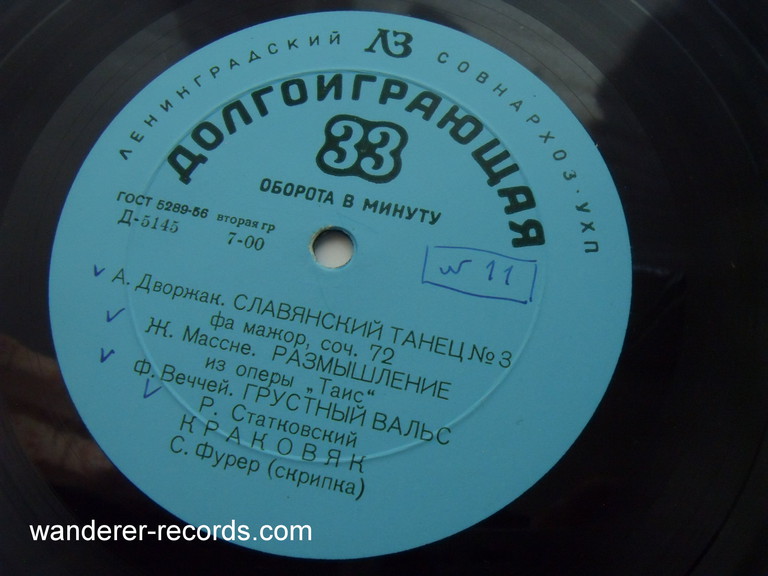 ЛЕНИНГРАДСКИЙ ЛЗ СОВНАРХОЗ·УХП
ДОЛГОИГРАЮЩАЯ
33
ОБОРОТА В МИНУТУ
ГОСТ 5289-56 вторая гр
Д-5145 7-00
№ 11
А. Дворжак. СЛАВЯНСКИЙ ТАНЕЦ № 3
фа мажор, соч. 72
Ж. Массне. РАЗМЫШЛЕНИЕ
из оперы „Таис“
Ф. Веччей. ГРУСТНЫЙ ВАЛЬС
Р. Статковский
КРАКОВЯК
С. Фурер (скрипка)
wanderer-records.com